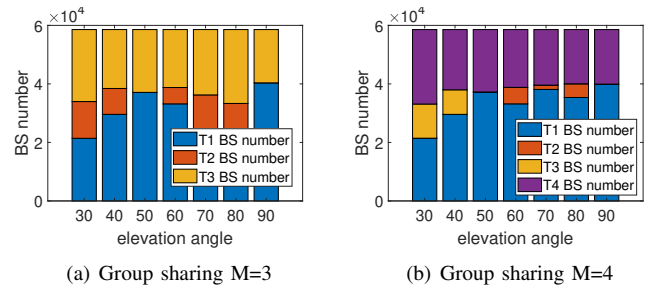 ×10⁴
6
4
2
0
BS number
T1 BS number
T2 BS number
T3 BS number
30 40 50 60 70 80 90
elevation angle
(a) Group sharing M=3
×10⁴
6
4
2
0
BS number
T1 BS number
T2 BS number
T3 BS number
T4 BS number
30 40 50 60 70 80 90
elevation angle
(b) Group sharing M=4